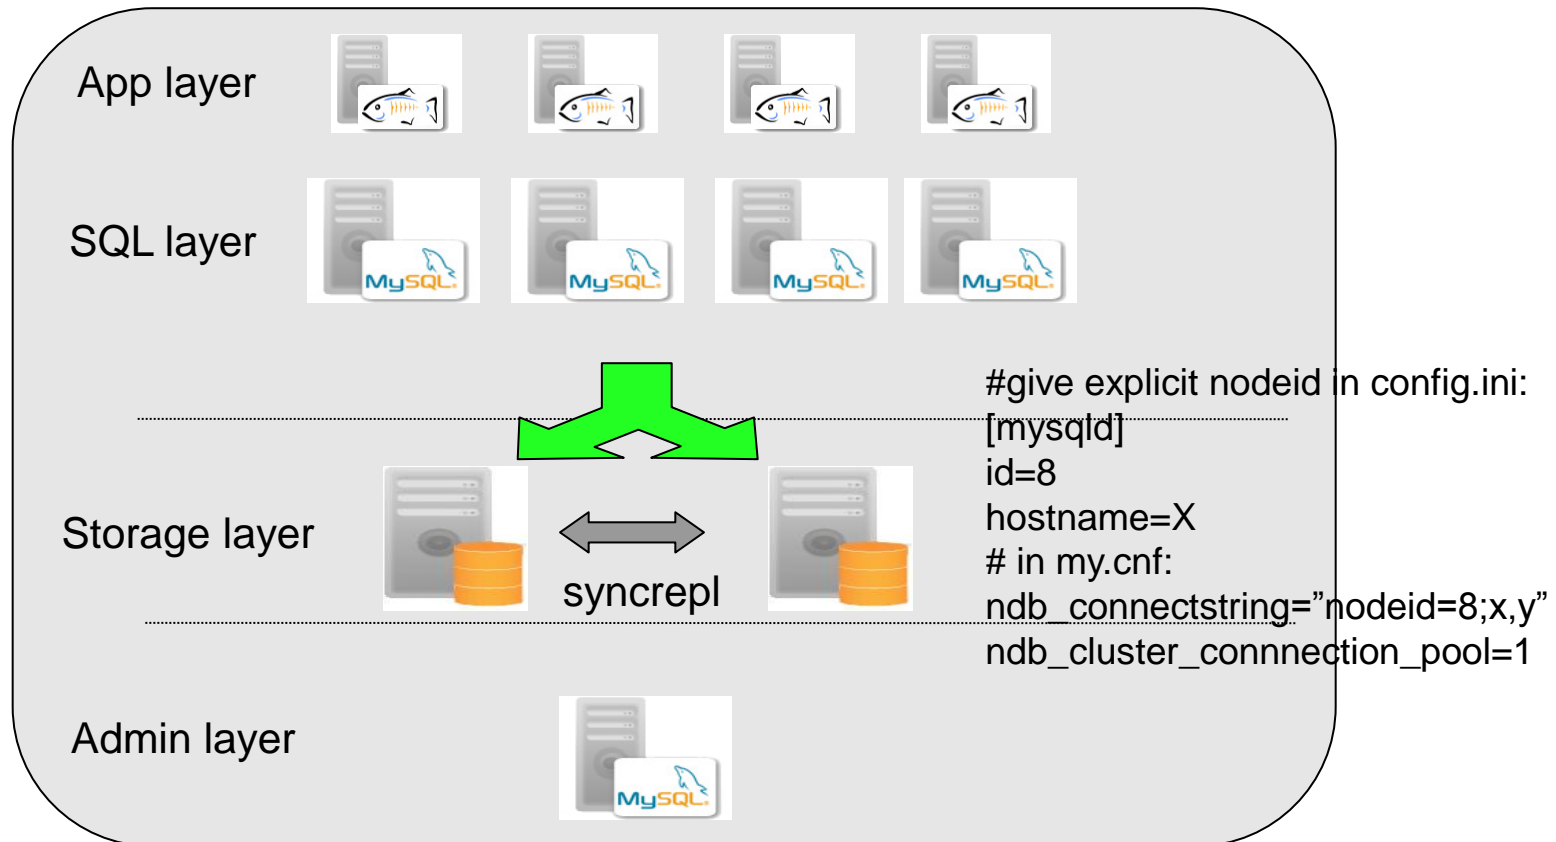 App layer
SQL layer
MySQL.
MySQL.
MySQL.
MySQL.
#give explicit nodeid in config.ini:
[mysqld]
id=8
hostname=X
# in my.cnf:
ndb_connectstring=”nodeid=8;x,y”
ndb_cluster_connnection_pool=1
Storage layer
syncrepl
Admin layer
MySQL.